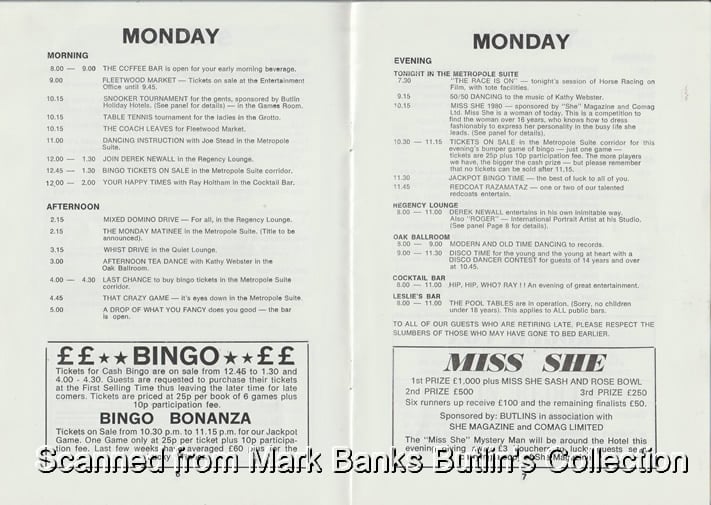 MONDAY
MORNING
8.00 — 9.00 THE COFFEE BAR is open for your early morning beverage.
9.00 FLEETWOOD MARKET — Tickets on sale at the Entertainment
Office until 9.45.
10.15 SNOOKER TOURNAMENT for the gents, sponsored by Butlin
Holiday Hotels. (See panel for details) — in the Games Room.
10.15 TABLE TENNIS tournament for the ladies in the Grotto.
10.15 THE COACH LEAVES for Fleetwood Market.
11.00 DANCING INSTRUCTION with Joe Stead in the Metropole
Suite.
12.00 — 1.30 JOIN DEREK NEWALL in the Regency Lounge.
12.45 — 1.30 BINGO TICKETS ON SALE in the Metropole Suite corridor.
12.00 — 2.00 YOUR HAPPY TIMES with Ray Holtham in the Cocktail Bar.
AFTERNOON
2.15 MIXED DOMINO DRIVE — For all, in the Regency Lounge.
2.15 THE MONDAY MATINEE in the Metropole Suite. (Title to be
announced).
3.15 WHIST DRIVE in the Quiet Lounge.
3.00 AFTERNOON TEA DANCE with Kathy Webster in the
Oak Ballroom.
4.00 — 4.30 LAST CHANCE to buy bingo tickets in the Metropole Suite
corridor.
4.45 THAT CRAZY GAME — it's eyes down in the Metropole Suite.
5.00 A DROP OF WHAT YOU FANCY does you good — the bar
is open.
££★★BINGO★★££
Tickets for Cash Bingo are on sale from 12.45 to 1.30 and
4.00 - 4.30. Guests are requested to purchase their tickets
at the First Selling Time thus leaving the later time for late
comers. Tickets are priced at 25p per book of 6 games plus
10p participation fee.
BINGO BONANZA
Tickets on Sale from 10.30 p.m. to 11.15 p.m. for our Jackpot
Game. One Game only at 25p per ticket plus 10p participa-
tion fee. Last few weeks have averaged £60 plus for the
6
MONDAY
EVENING
TONIGHT IN THE METROPOLE SUITE
7.30 "THE RACE IS ON" — tonight's session of Horse Racing on
Film, with tote facilities.
9.15 50/50 DANCING to the music of Kathy Webster.
10.15 MISS SHE 1980 — sponsored by "She" Magazine and Comag
Ltd. Miss She is a woman of today. This is a competition to
find the woman over 16 years, who knows how to dress
fashionably to express her personality in the busy life she
leads. (See panel for details).
10.30 — 11.15 TICKETS ON SALE in the Metropole Suite corridor for this
evening's bumper game of bingo — just one game —
tickets are 25p plus 10p participation fee. The more players
we have, the bigger the cash prize — but please remember
that no tickets can be sold after 11.15.
11.30 JACKPOT BINGO TIME — the best of luck to all of you.
11.45 REDCOAT RAZAMATAZ — one or two of our talented
redcoats entertain.
REGENCY LOUNGE
8.00 — 11.00 DEREK NEWALL entertains in his own inimitable way.
Also "ROGER" — International Portrait Artist at his Studio.
(See panel Page 8 for details).
OAK BALLROOM
8.00 — 9.00 MODERN AND OLD TIME DANCING to records.
9.00 — 11.30 DISCO TIME for the young and the young at heart with a
DISCO DANCER CONTEST for guests of 14 years and over
at 10.45.
COCKTAIL BAR
8.00 — 11.00 HIP, HIP, WHO? RAY !! An evening of great entertainment.
LESLIE'S BAR
8.00 — 11.00 THE POOL TABLES are in operation. (Sorry, no children
under 18 years). This applies to ALL public bars.
TO ALL OF OUR GUESTS WHO ARE RETIRING LATE, PLEASE RESPECT THE
SLUMBERS OF THOSE WHO MAY HAVE GONE TO BED EARLIER.
MISS SHE
1st PRIZE £1,000 plus MISS SHE SASH AND ROSE BOWL
2nd PRIZE £500 3rd PRIZE £250
Six runners up receive £100 and the remaining finalists £50.
Sponsored by: BUTLINS in association with
SHE MAGAZINE and COMAG LIMITED
The "Miss She" Mystery Man will be around the Hotel this
7
Scanned from Mark Banks Butlin's Collection